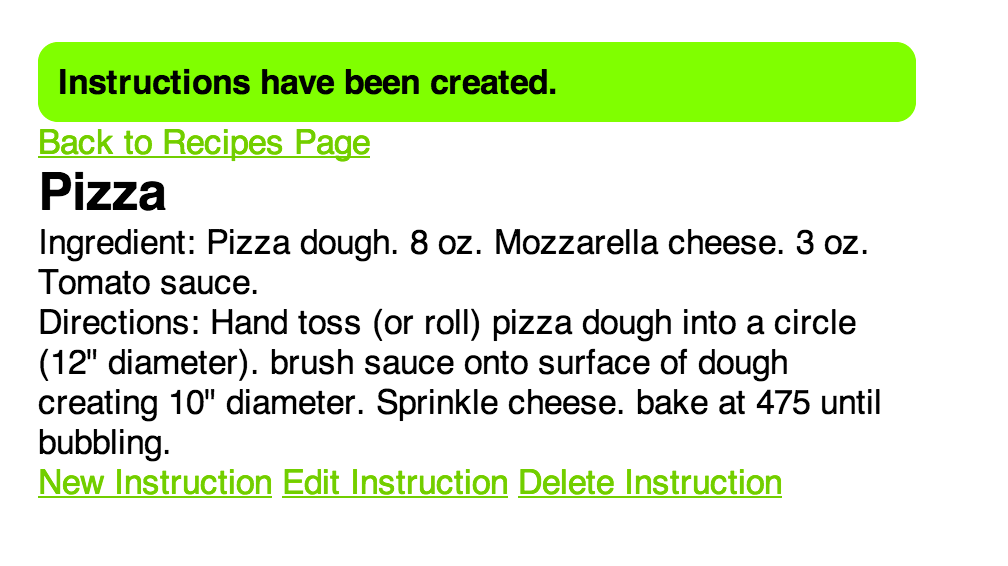 Instructions have been created.
Back to Recipes Page
Pizza
Ingredient: Pizza dough. 8 oz. Mozzarella cheese. 3 oz.
Tomato sauce.
Directions: Hand toss (or roll) pizza dough into a circle
(12" diameter). brush sauce onto surface of dough
creating 10" diameter. Sprinkle cheese. bake at 475 until
bubbling.
New Instruction Edit Instruction Delete Instruction